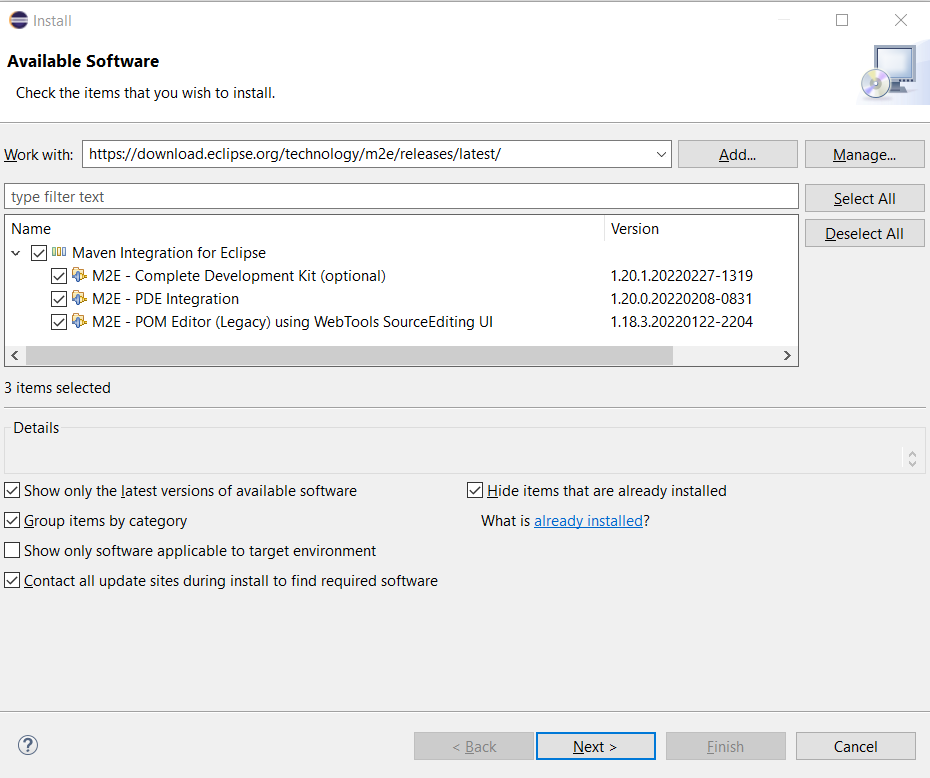 Install
Available Software
Check the items that you wish to install.
Work with: https://download.eclipse.org/technology/m2e/releases/latest/ Add... Manage...
type filter text Select All
Name Version Deselect All
Maven Integration for Eclipse
M2E - Complete Development Kit (optional) 1.20.1.20220227-1319
M2E - PDE Integration 1.20.0.20220208-0831
M2E - POM Editor (Legacy) using WebTools SourceEditing UI 1.18.3.20220122-2204
3 items selected
Details
Show only the latest versions of available software Hide items that are already installed
Group items by category What is already installed?
Show only software applicable to target environment
Contact all update sites during install to find required software
? < Back Next > Finish Cancel